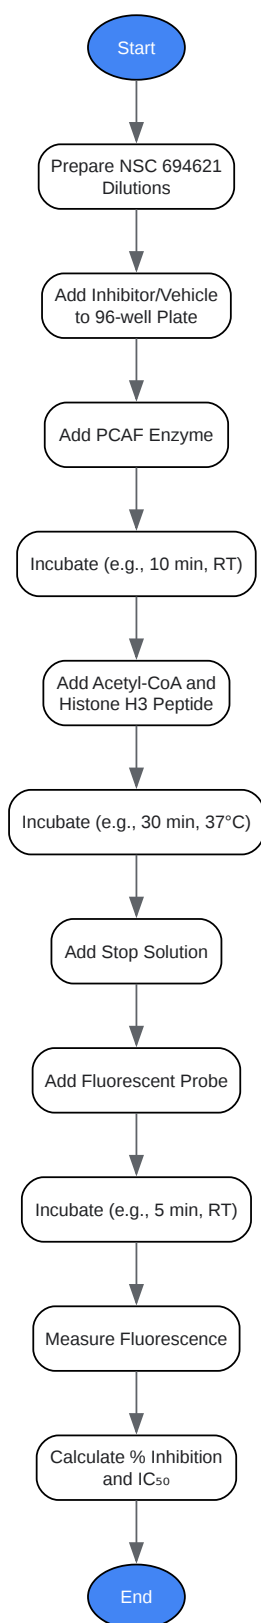 Start
Prepare NSC 694621
Dilutions
Add Inhibitor/Vehicle
to 96-well Plate
Add PCAF Enzyme
Incubate (e.g., 10 min, RT)
Add Acetyl-CoA and
Histone H3 Peptide
Incubate (e.g., 30 min, 37°C)
Add Stop Solution
Add Fluorescent Probe
Incubate (e.g., 5 min, RT)
Measure Fluorescence
Calculate % Inhibition
and IC₅₀
End